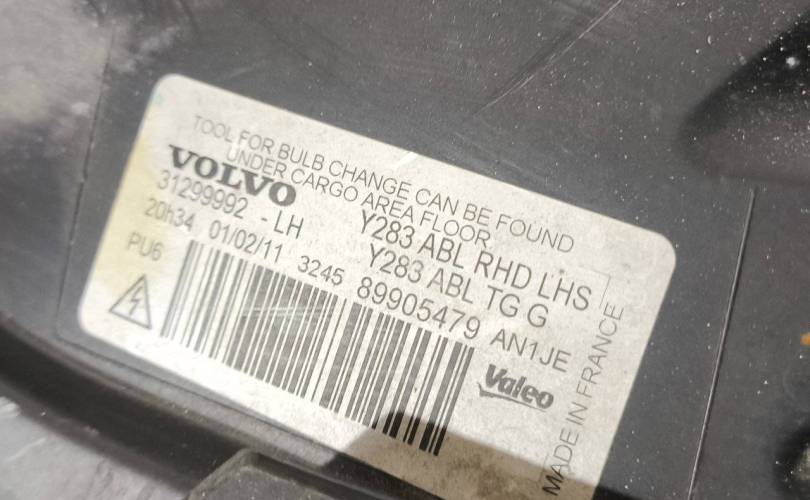 TOOL FOR BULB CHANGE CAN BE FOUND
UNDER CARGO AREA FLOOR
VOLVO
31299992 - LH Y283 ABL RHD LHS
20h34 01/02/11 Y283 ABL TG G
PU6 3245 89905479 AN1JE
Valeo
MADE IN FRANCE